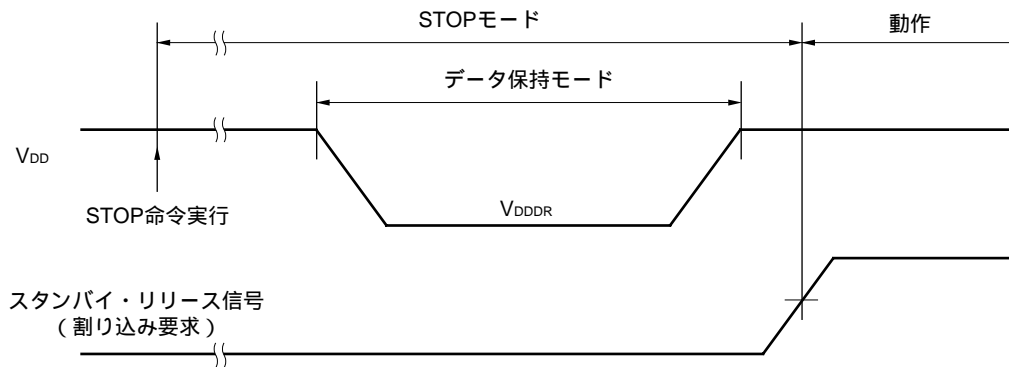 STOPモード
動作
データ保持モード
VDD
STOP命令実行
VDDDR
スタンバイ・リリース信号
（割り込み要求）